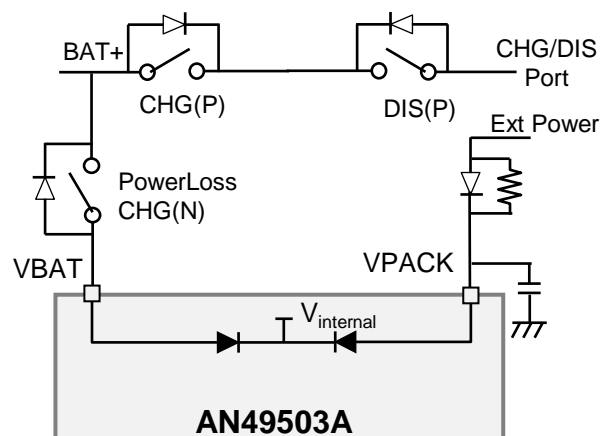 BAT+
CHG(P)
DIS(P)
CHG/DIS
Port
Ext Power
PowerLoss
CHG(N)
VBAT
VPACK
Vinternal
AN49503A